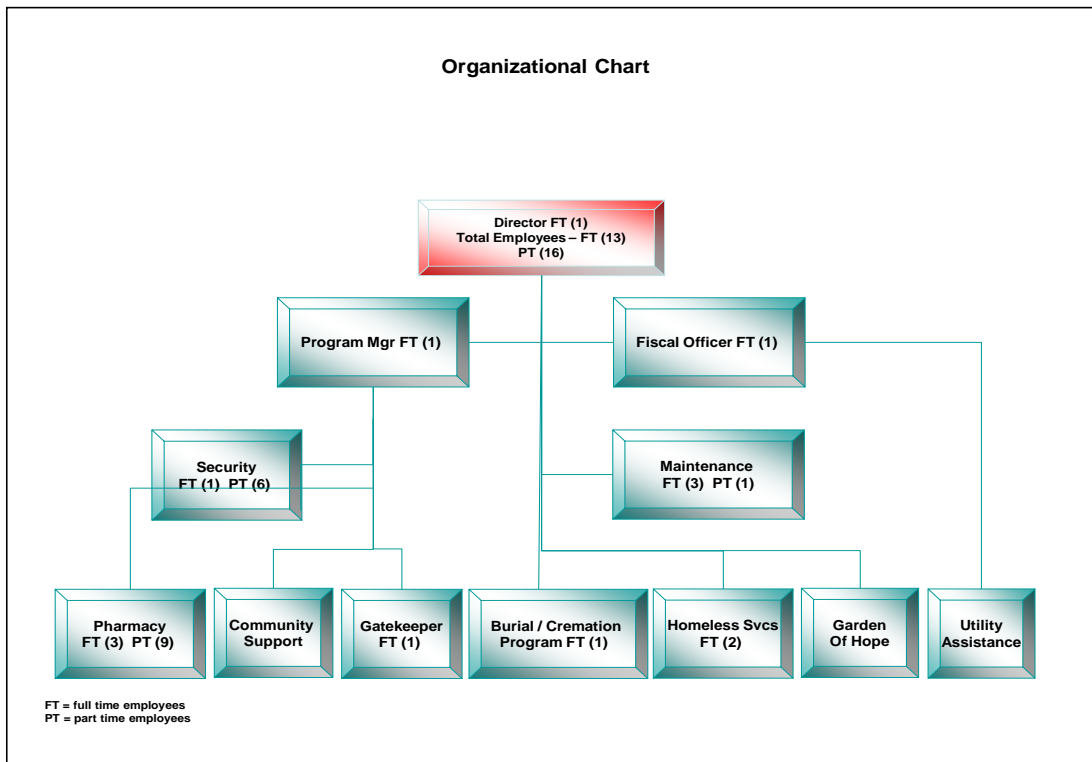 Organizational Chart
Director FT (1)
Total Employees – FT (13)
PT (16)
Program Mgr FT (1)
Fiscal Officer FT (1)
Security
FT (1) PT (6)
Maintenance
FT (3) PT (1)
Pharmacy
FT (3) PT (9)
Community
Support
Gatekeeper
FT (1)
Burial / Cremation
Program FT (1)
Homeless Svcs
FT (2)
Garden
Of Hope
Utility
Assistance
FT = full time employees
PT = part time employees